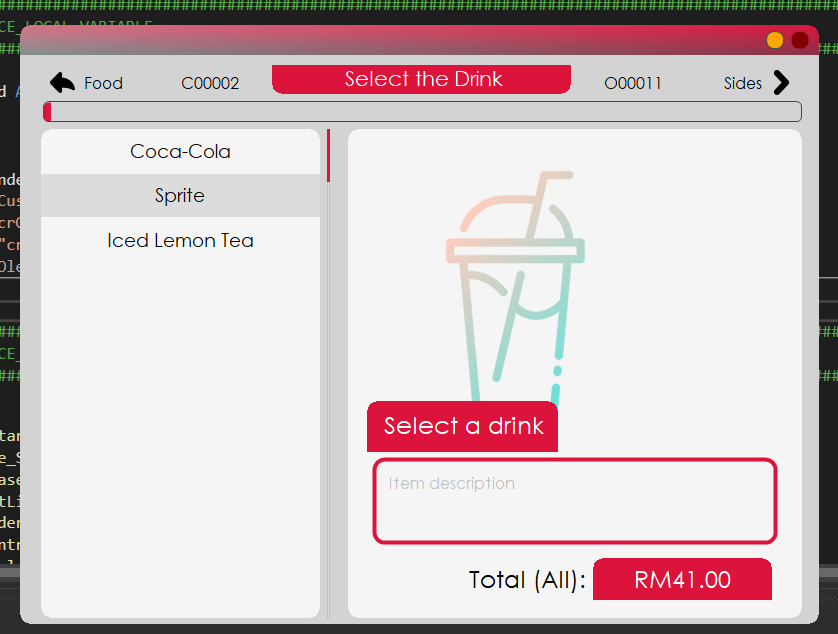 CE_LOCAL_VARIABLE
Food
C00002
Select the Drink
O00011
Sides
Coca-Cola
Sprite
Iced Lemon Tea
Select a drink
Item description
Total (All):
RM41.00